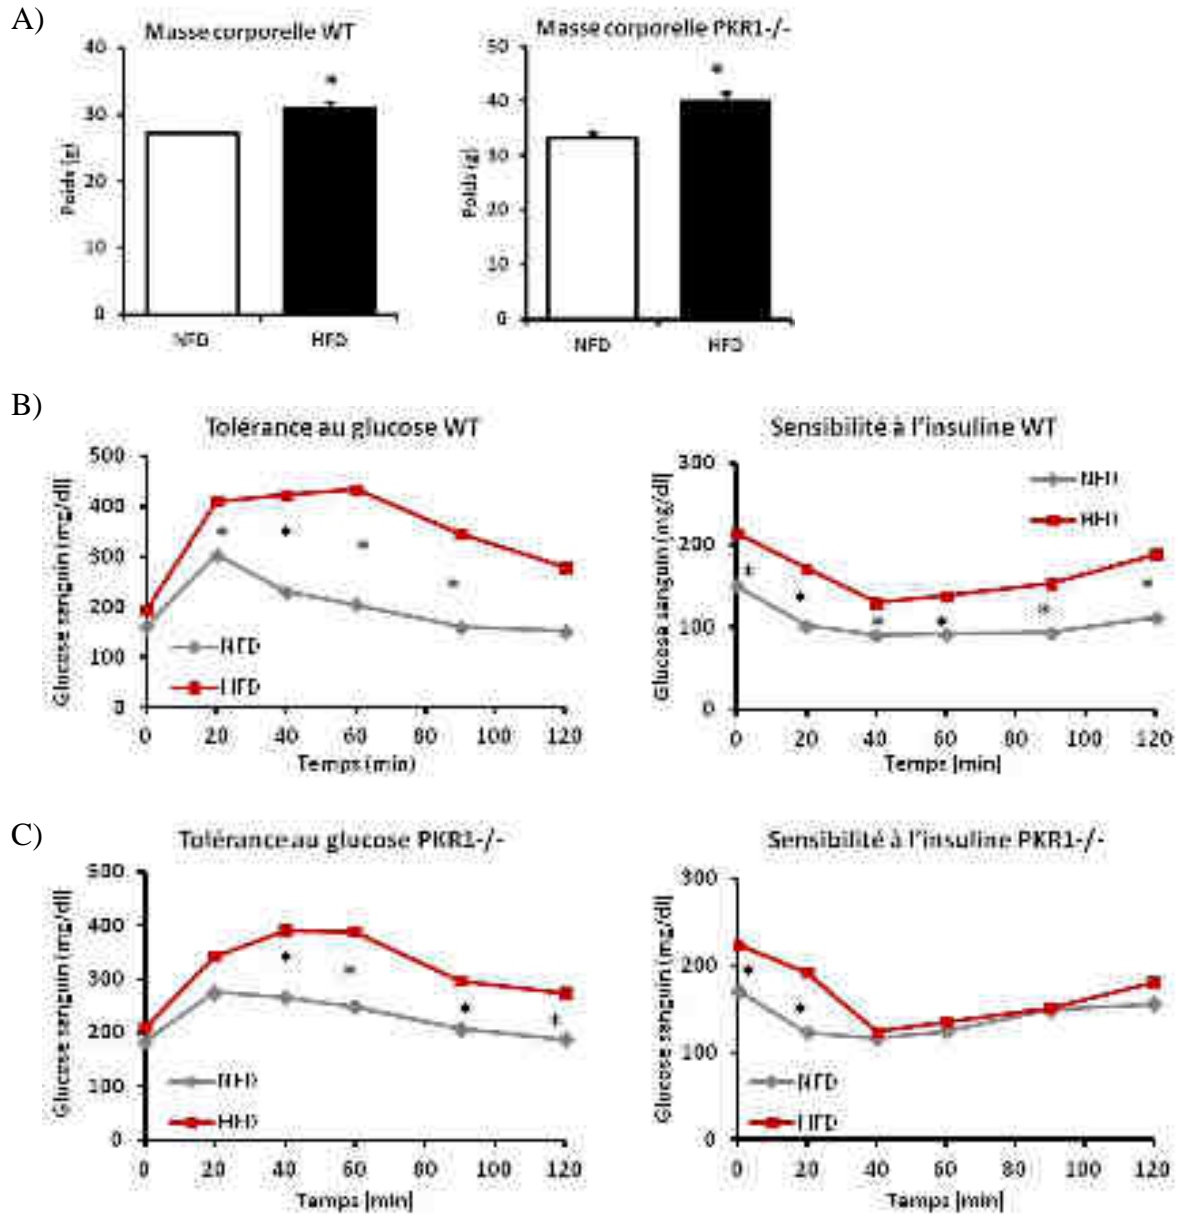 A)
Masse corporelle WT
Masse corporelle PKR1-/-
40
30
20
10
0
Poids (g)
NFD
HFD
50
40
30
20
10
0
Poids (g)
NFD
HFD
*
*
B)
Tolérance au glucose WT
500
400
300
200
100
0
Glucose sanguin (mg/dl)
NFD
HFD
0 20 40 60 80 100 120
Temps (min)
Sensibilité à l'insuline WT
300
200
100
0
Glucose sanguin (mg/dl)
NFD
HFD
0 20 40 60 80 100 120
Temps [min]
C)
Tolérance au glucose PKR1-/-
500
400
300
200
100
0
Glucose sanguin (mg/dl)
NFD
HFD
0 20 40 60 80 100 120
Temps [min]
Sensibilité à l'insuline PKR1-/-
300
200
100
0
Glucose sanguin (mg/dl)
NFD
HFD
0 20 40 60 80 100 120
Temps [min]